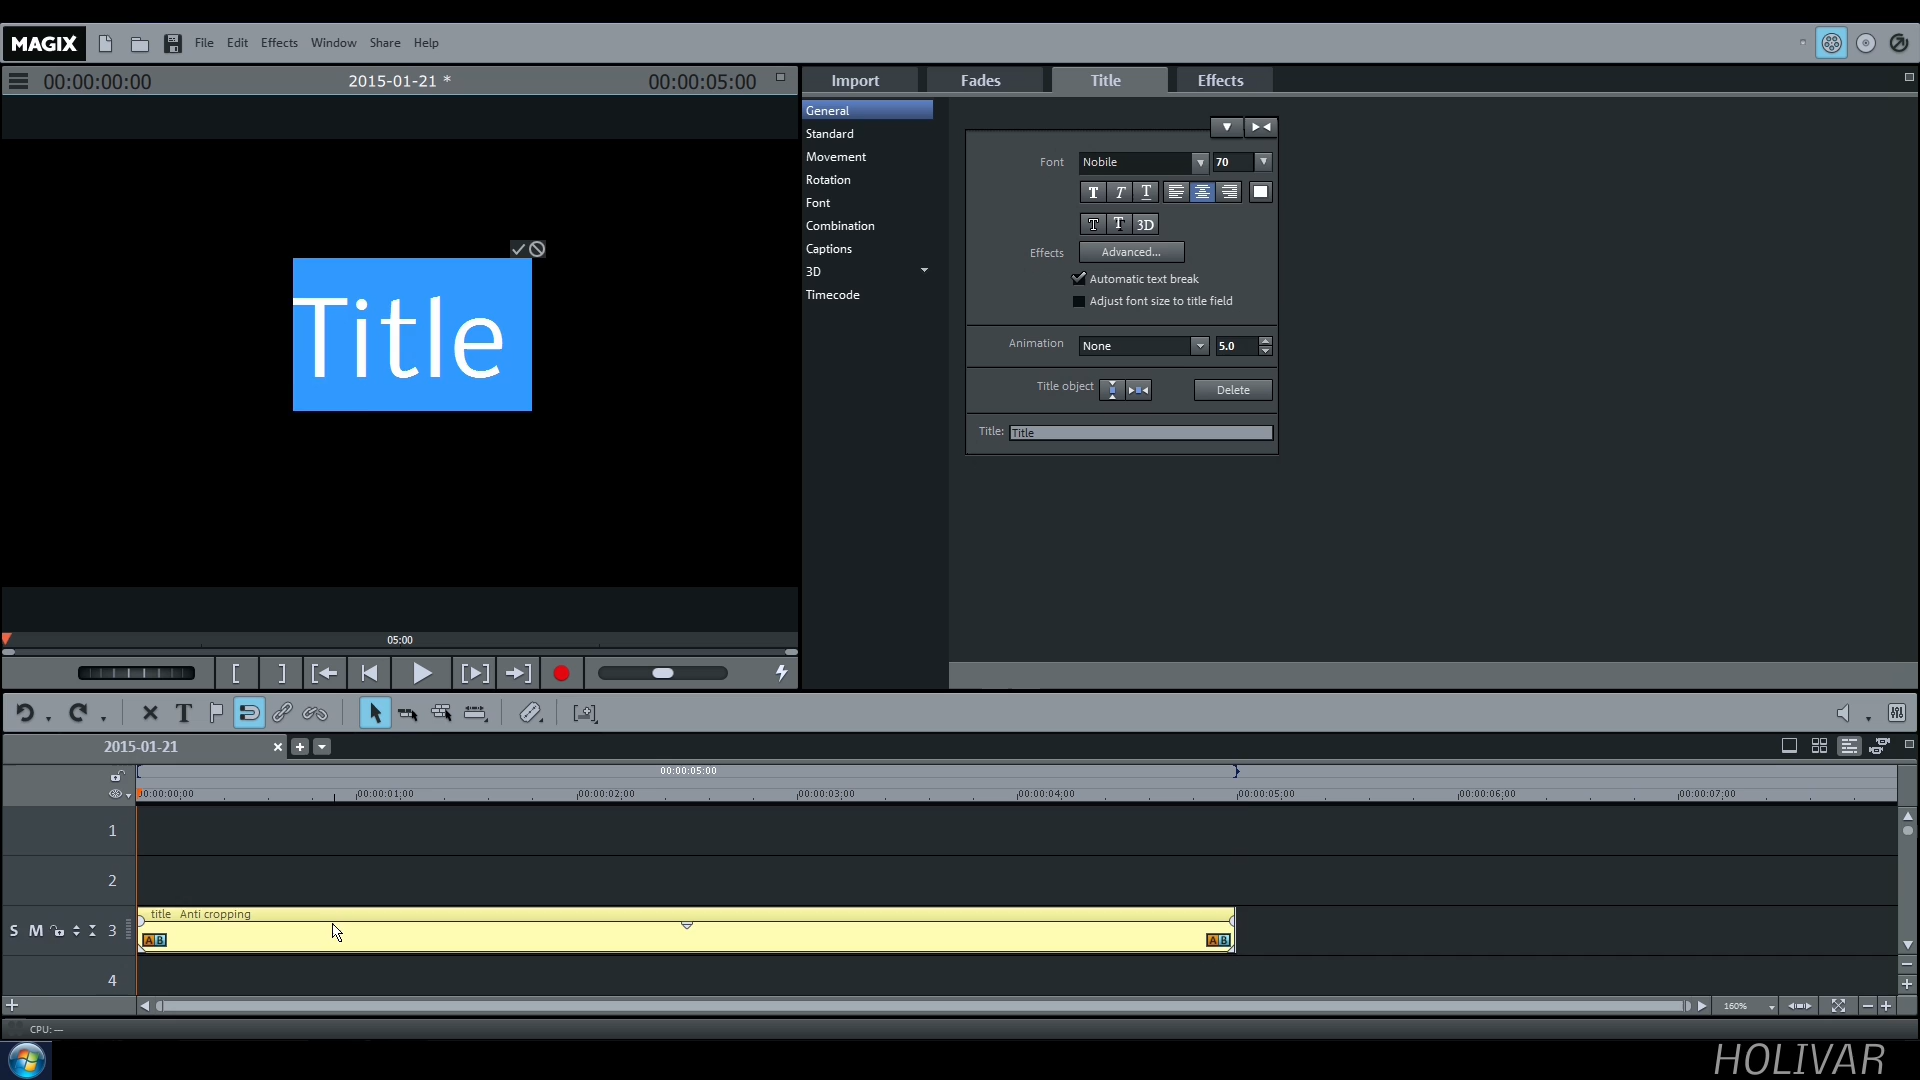 MAGIX File Edit Effects Window Share Help
00:00:00:00 2015-01-21 * 00:00:05:00
Import Fades Title Effects
General
Standard
Movement
Rotation
Font
Combination
Captions
3D
Timecode
Font Nobile 70
T T T
T T 3D
Effects Advanced...
Automatic text break
Adjust font size to title field
Animation None 5.0
Title object Delete
Title: Title
Title
05:00
T
2015-01-21
00:00:05:00
00:00:00;00 00:00:01;00 00:00:02;00 00:00:03;00 00:00:04;00 00:00:05;00 00:00:06;00 00:00:07;00
1
2
title Anti cropping
S M 3
A B A B
4
160%
CPU: —
HOLIVAR